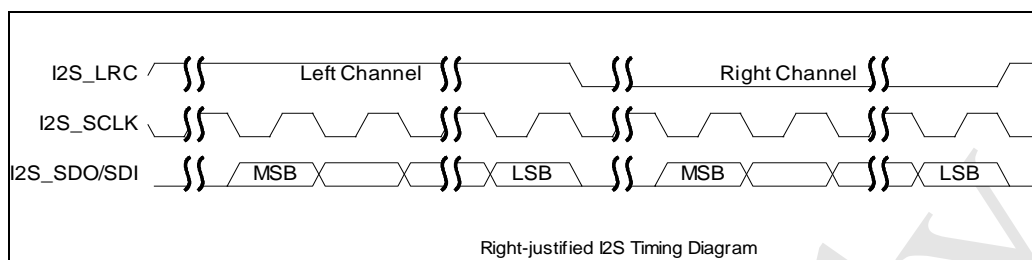 I2S_LRC Left Channel Right Channel
I2S_SCLK
I2S_SDO/SDI MSB LSB MSB LSB
Right-justified I2S Timing Diagram